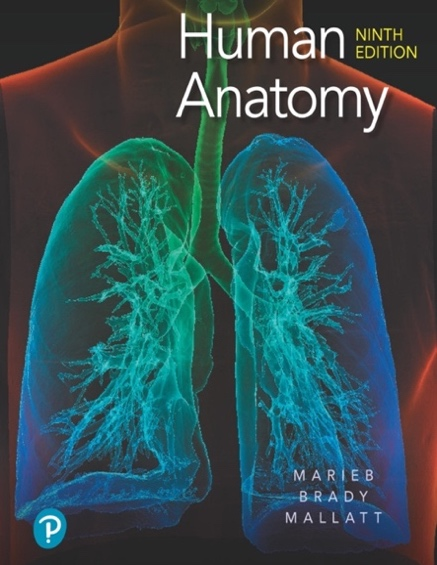 Human
NINTH
EDITION
Anatomy
MARIEB
BRADY
MALLATT
P